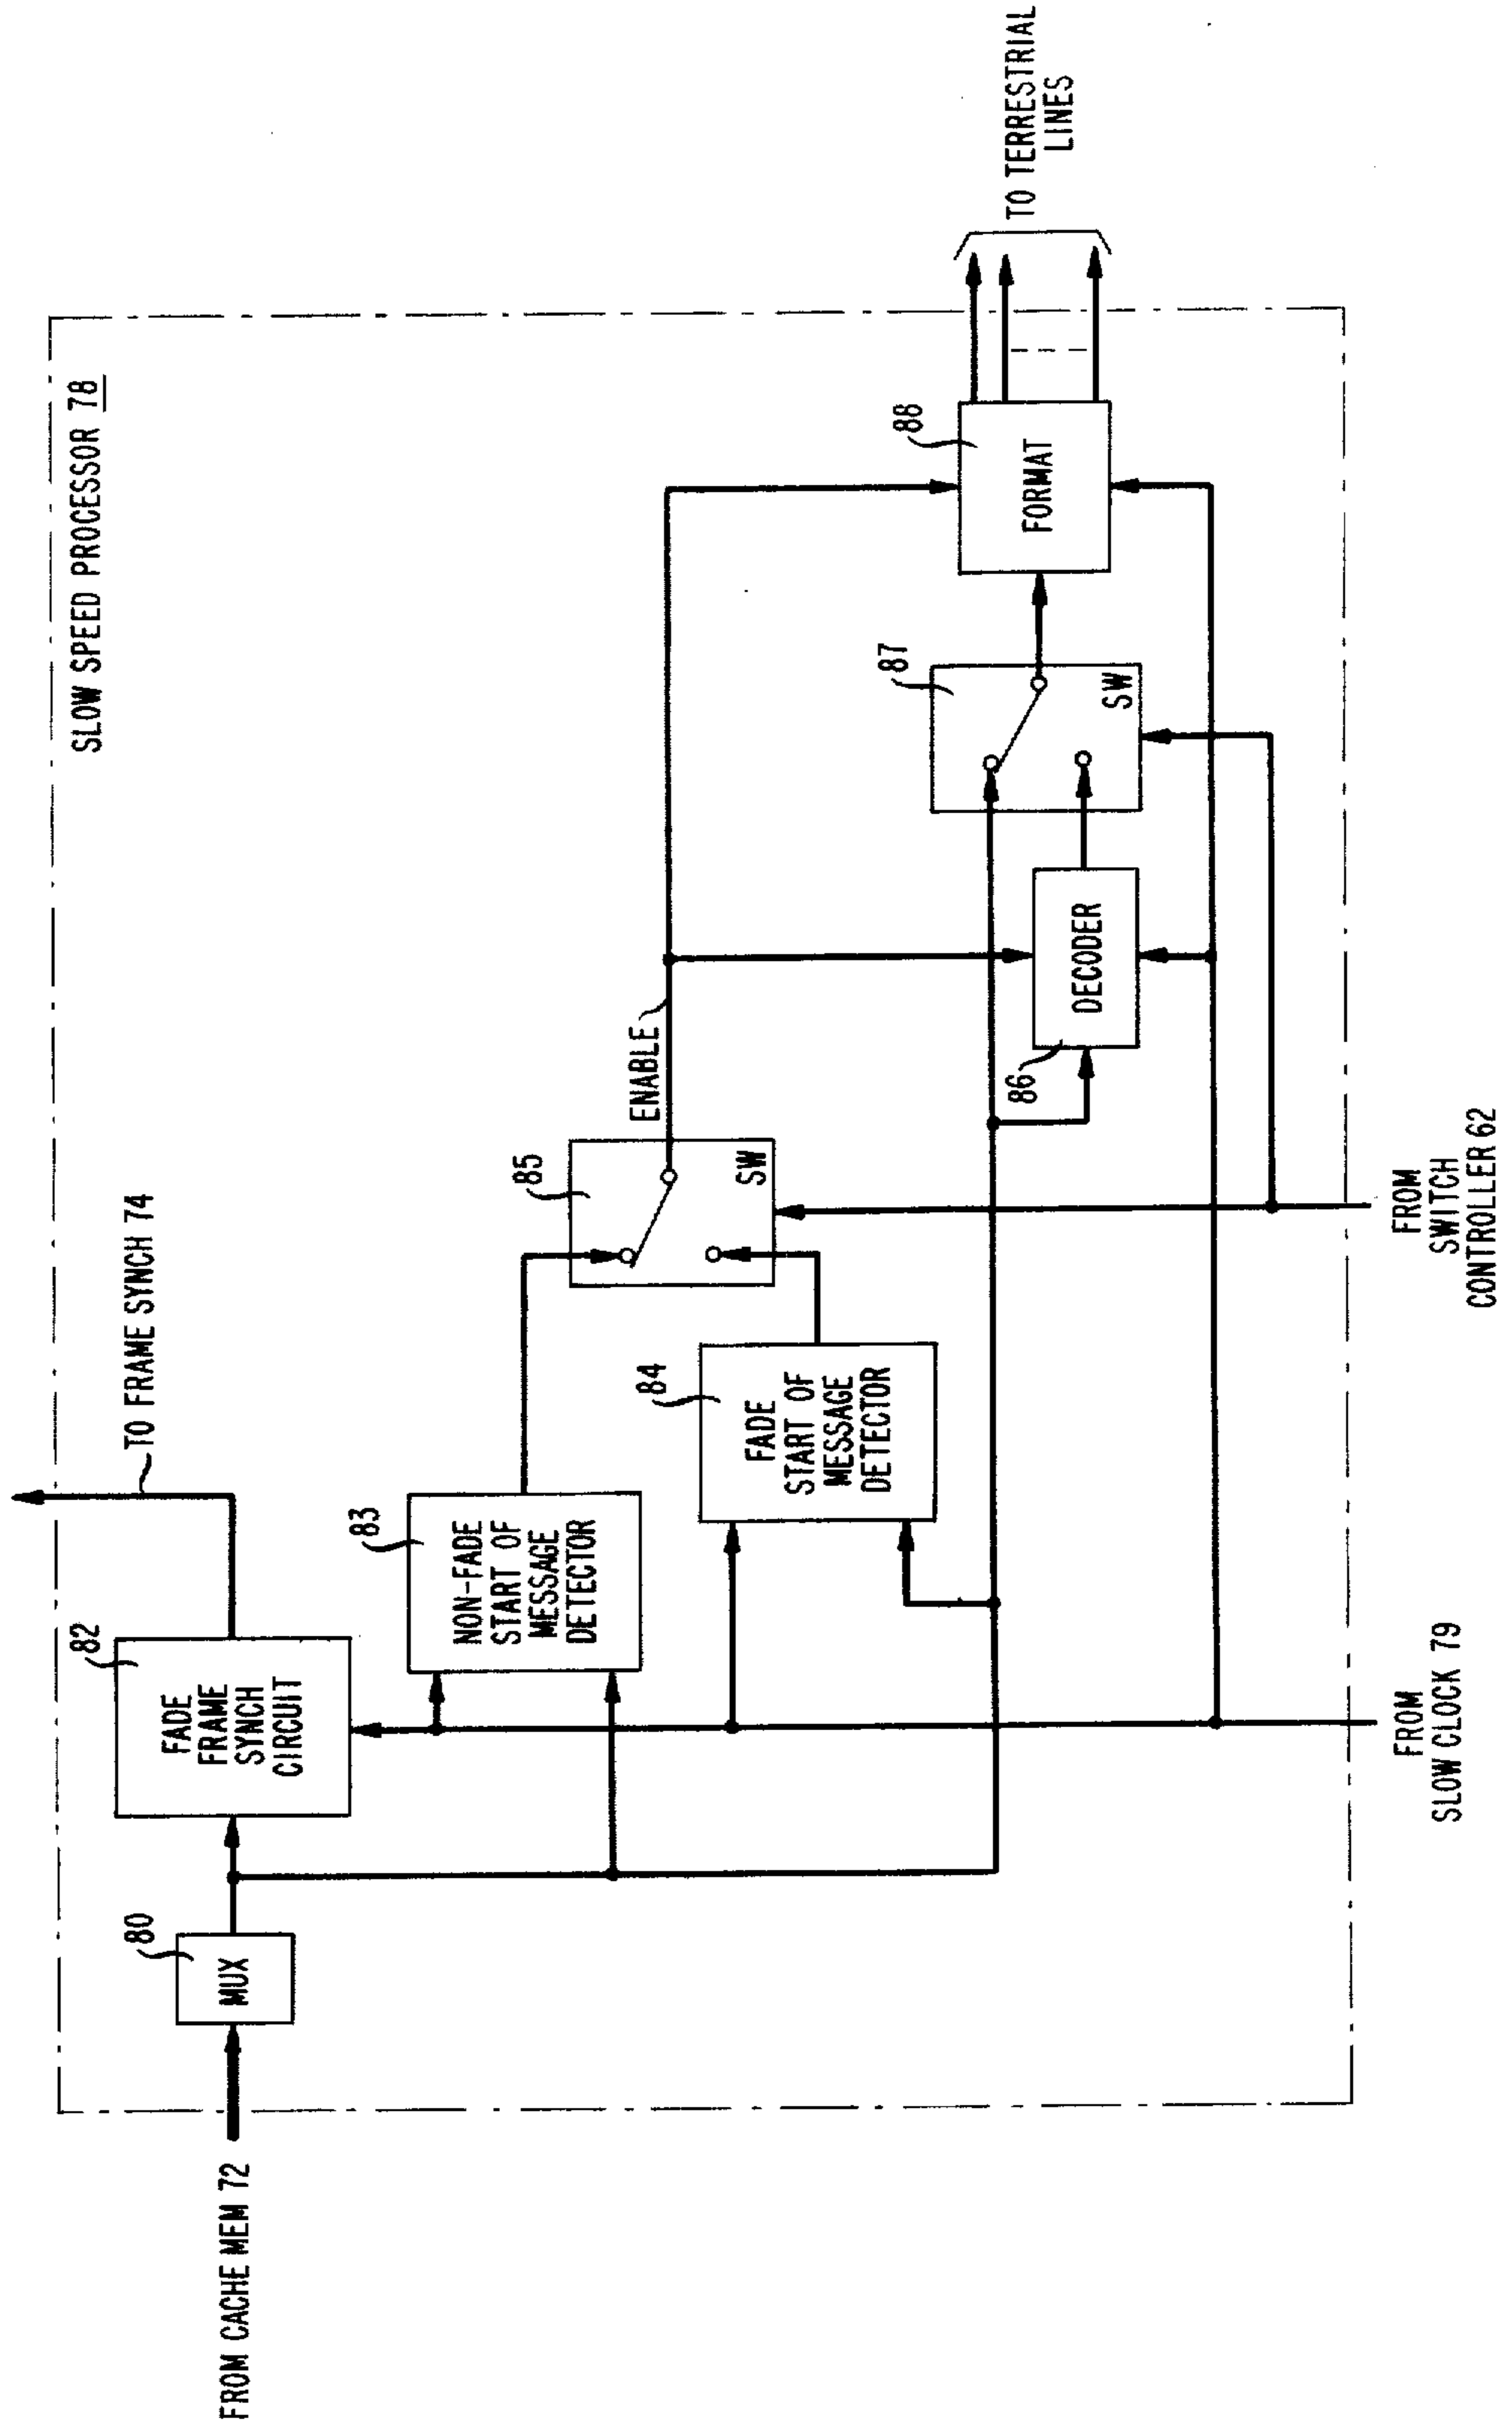 SLOW SPEED PROCESSOR 78
FROM CACHE MEM 72
80
MUX
82
FADE
FRAME
SYNCH
CIRCUIT
TO FRAME SYNCH 74
83
NON-FADE
START OF
MESSAGE
DETECTOR
84
FADE
START OF
MESSAGE
DETECTOR
85
SW
ENABLE
86
DECODER
87
SW
88
FORMAT
TO TERRESTRIAL
LINES
FROM
SLOW CLOCK 79
FROM
SWITCH
CONTROLLER 62